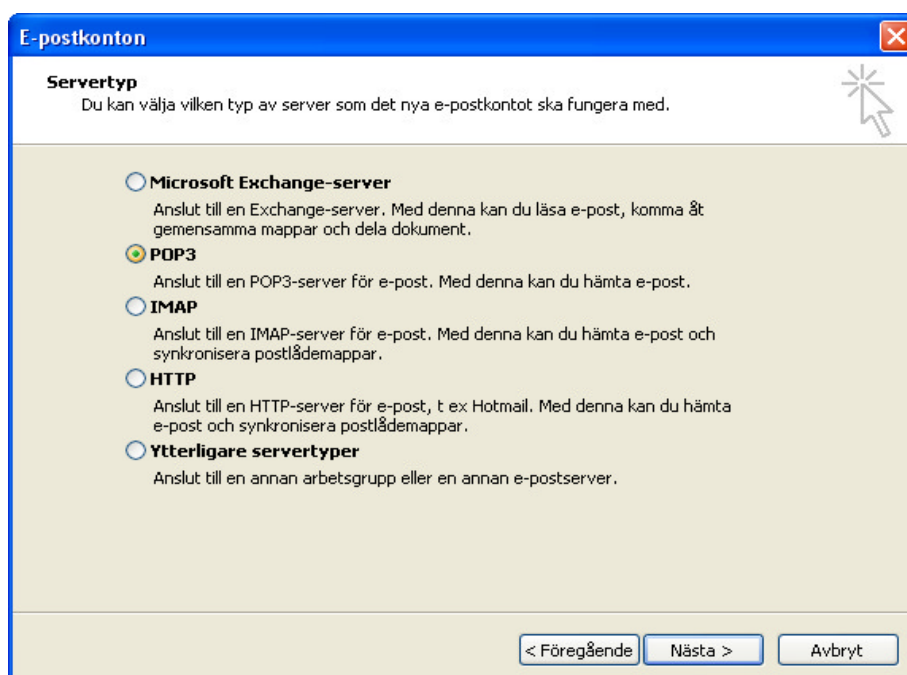 E-postkonton
Servertyp
Du kan välja vilken typ av server som det nya e-postkontot ska fungera med.
Microsoft Exchange-server
Anslut till en Exchange-server. Med denna kan du läsa e-post, komma åt
gemensamma mappar och dela dokument.
POP3
Anslut till en POP3-server för e-post. Med denna kan du hämta e-post.
IMAP
Anslut till en IMAP-server för e-post. Med denna kan du hämta e-post och
synkronisera postlådemappar.
HTTP
Anslut till en HTTP-server för e-post, t ex Hotmail. Med denna kan du hämta
e-post och synkronisera postlådemappar.
Ytterligare servertyper
Anslut till en annan arbetsgrupp eller en annan e-postserver.
< Föregående Nästa > Avbryt